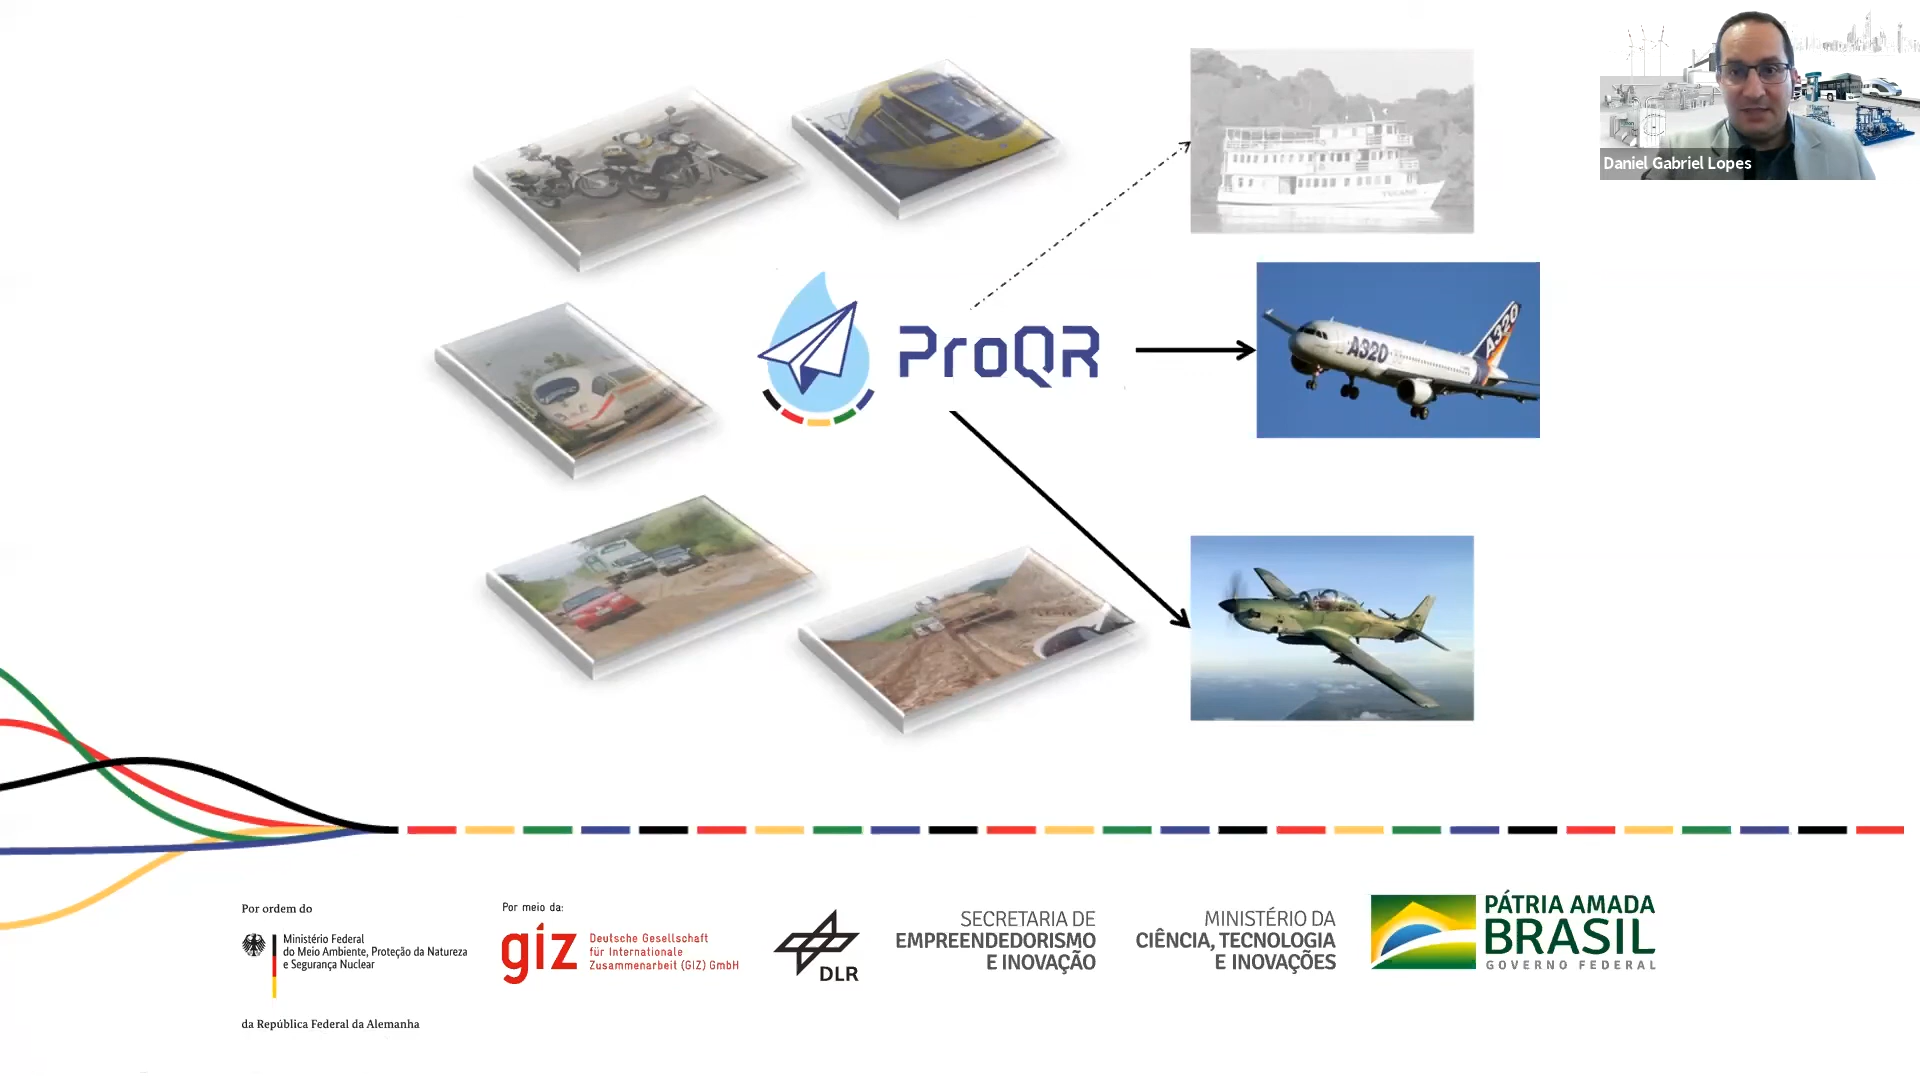 Daniel Gabriel Lopes
ProQR
A320
A320
Por ordem do
Ministério Federal
do Meio Ambiente, Proteção da Natureza
e Segurança Nuclear
da República Federal da Alemanha
Por meio da:
giz
Deutsche Gesellschaft
für Internationale
Zusammenarbeit (GIZ) GmbH
DLR
SECRETARIA DE
EMPREENDEDORISMO
E INOVAÇÃO
MINISTÉRIO DA
CIÊNCIA, TECNOLOGIA
E INOVAÇÕES
PÁTRIA AMADA
BRASIL
GOVERNO FEDERAL